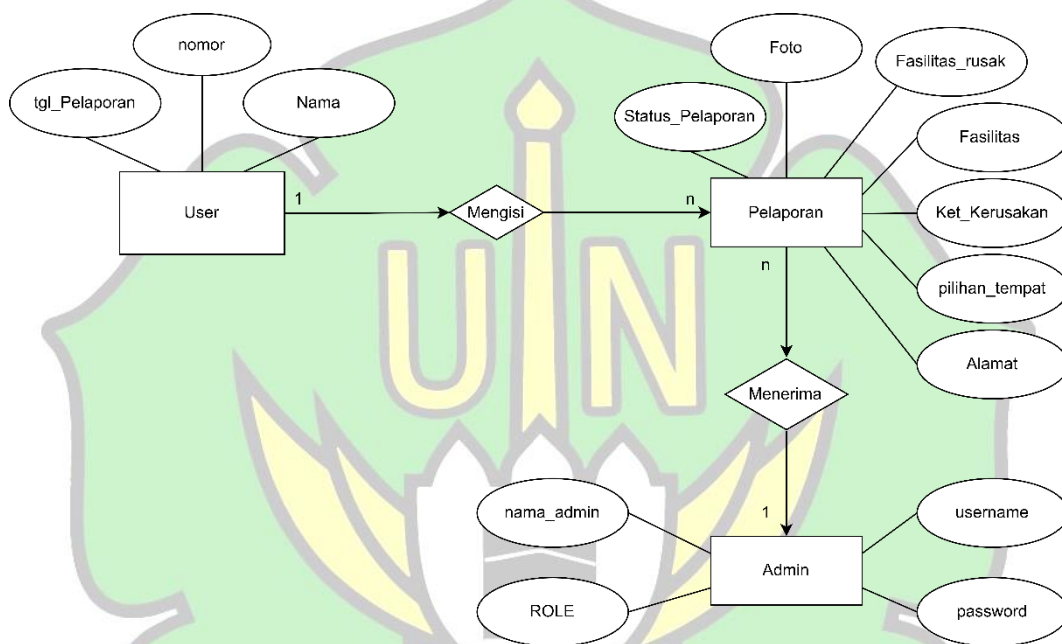 nomor
tgl_Pelaporan
Nama
User
1
Mengisi
n
Foto
Status_Pelaporan
Fasilitas_rusak
Fasilitas
Pelaporan
Ket_Kerusakan
pilihan_tempat
Alamat
n
Menerima
1
nama_admin
username
Admin
ROLE
password
UIN